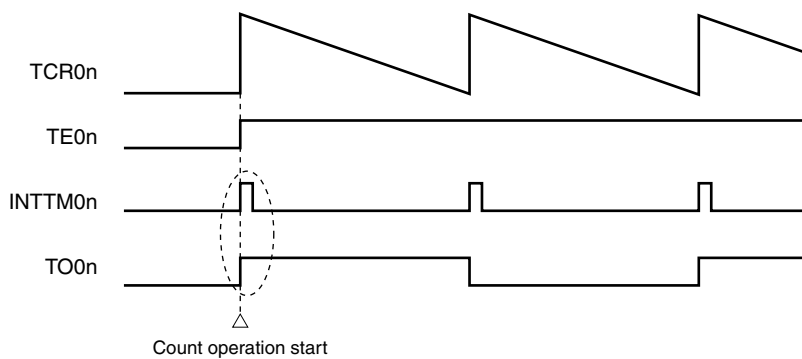 TCR0n
TE0n
INTTM0n
TO0n
Count operation start